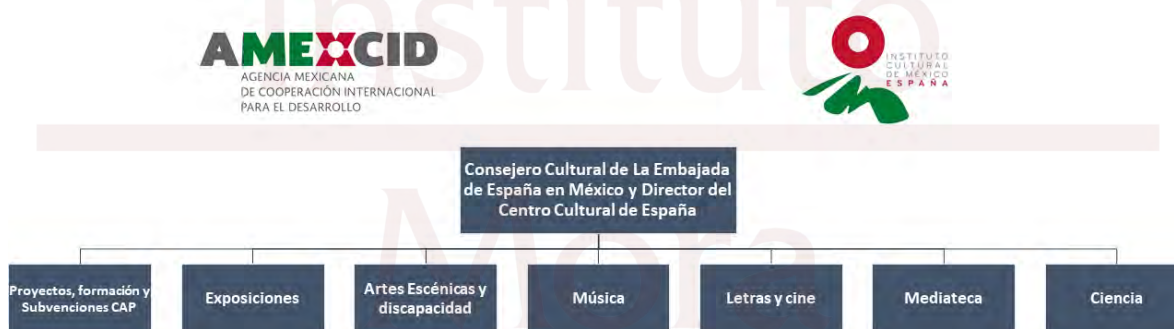 Instituto
Mora
AMEXCID
AGENCIA MEXICANA
DE COOPERACIÓN INTERNACIONAL
PARA EL DESARROLLO
INSTITUTO
CULTURAL
DE MÉXICO
ESPAÑA
Consejero Cultural de La Embajada
de España en México y Director del
Centro Cultural de España
Proyectos, formación y
Subvenciones CAP
Exposiciones
Artes Escénicas y
discapacidad
Música
Letras y cine
Mediateca
Ciencia